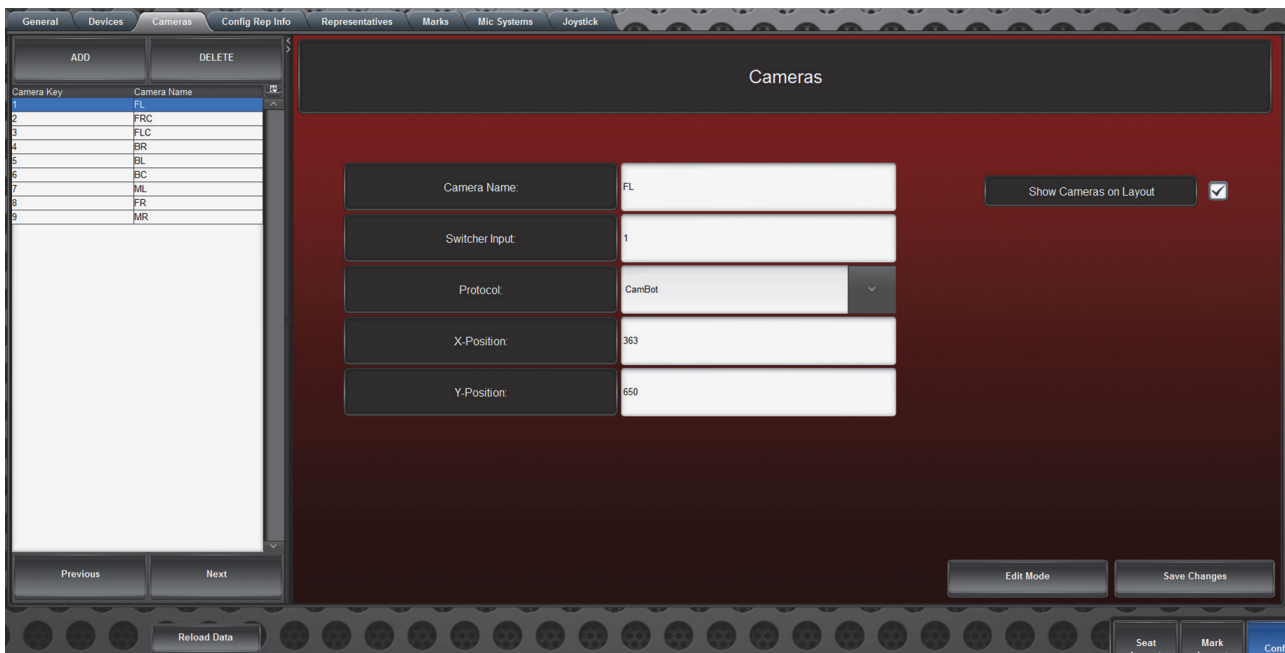 General Devices Cameras Config Rep Info Representatives Marks Mic Systems Joystick
ADD DELETE
Camera Key Camera Name
1 FL
2 FRC
3 FLC
4 BR
5 BL
6 BC
7 ML
8 FR
9 MR
Previous Next
Cameras
Camera Name: FL
Switcher Input: 1
Protocol: CamBot
X-Position: 363
Y-Position: 650
Show Cameras on Layout
Edit Mode Save Changes
Reload Data
Seat Mark